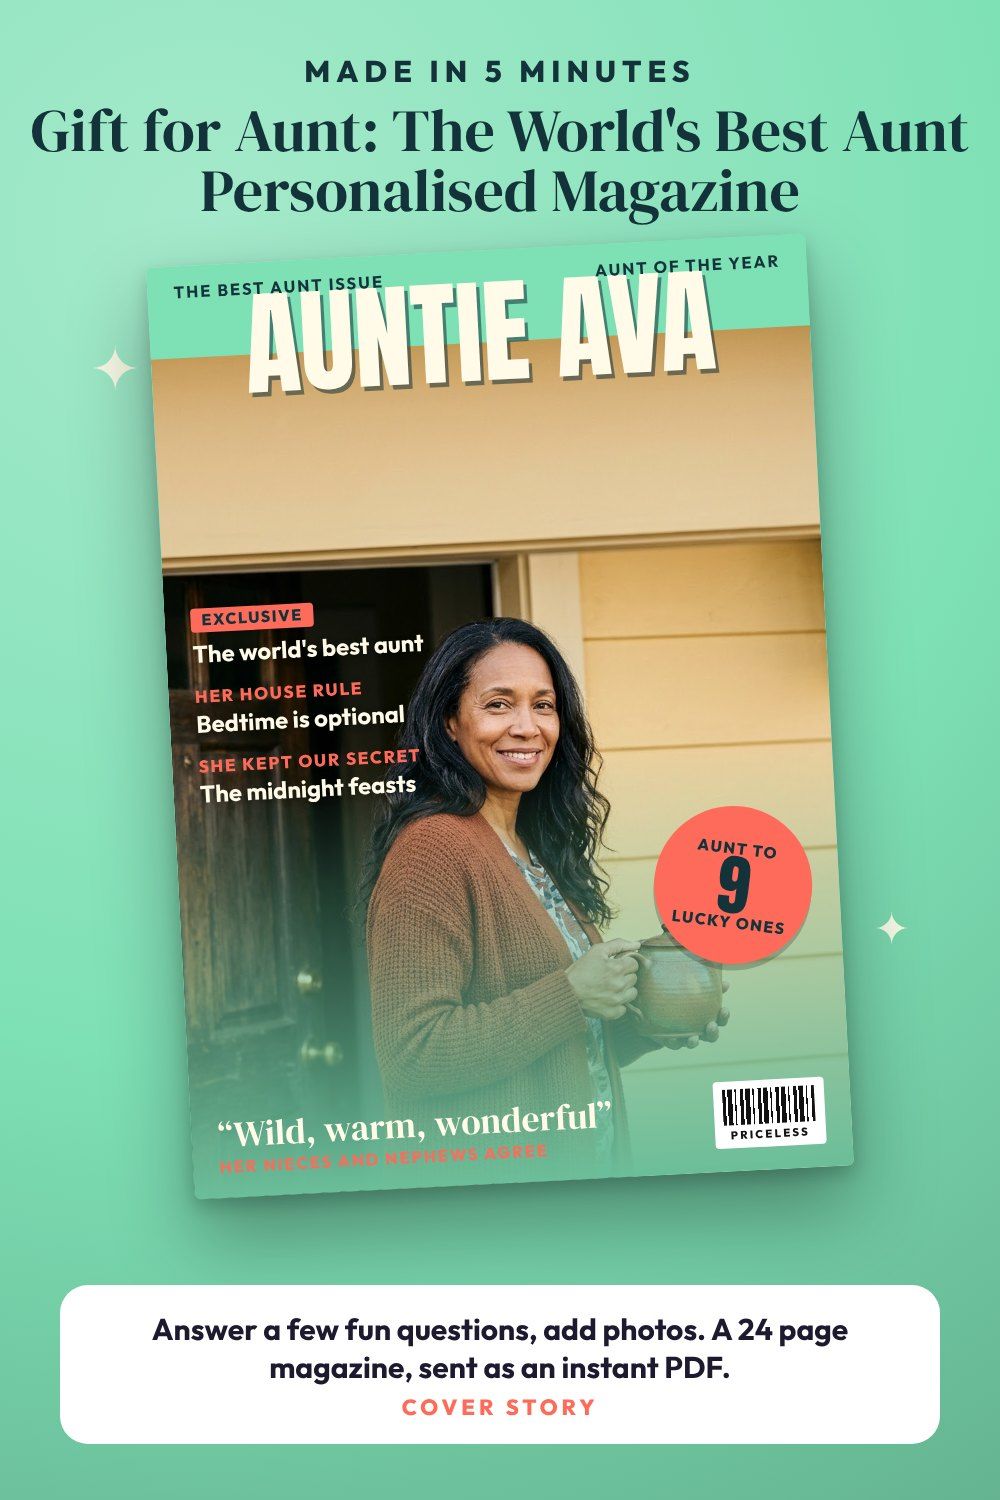 MADE IN 5 MINUTES
Gift for Aunt: The World's Best Aunt
Personalised Magazine
THE BEST AUNT ISSUE
AUNT OF THE YEAR
AUNTIE AVA
EXCLUSIVE
The world's best aunt
HER HOUSE RULE
Bedtime is optional
SHE KEPT OUR SECRET
The midnight feasts
AUNT TO
9
LUCKY ONES
“Wild, warm, wonderful”
HER NIECES AND NEPHEWS AGREE
PRICELESS
Answer a few fun questions, add photos. A 24 page
magazine, sent as an instant PDF.
COVER STORY